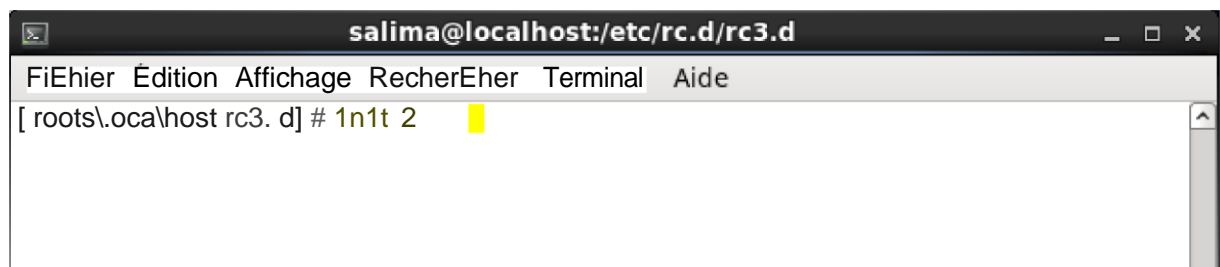 salima@localhost:/etc/rc.d/rc3.d
FiEhier Édition Affichage RecherEher Terminal Aide
[ roots\.oca\host rc3. d] # 1n1t 2